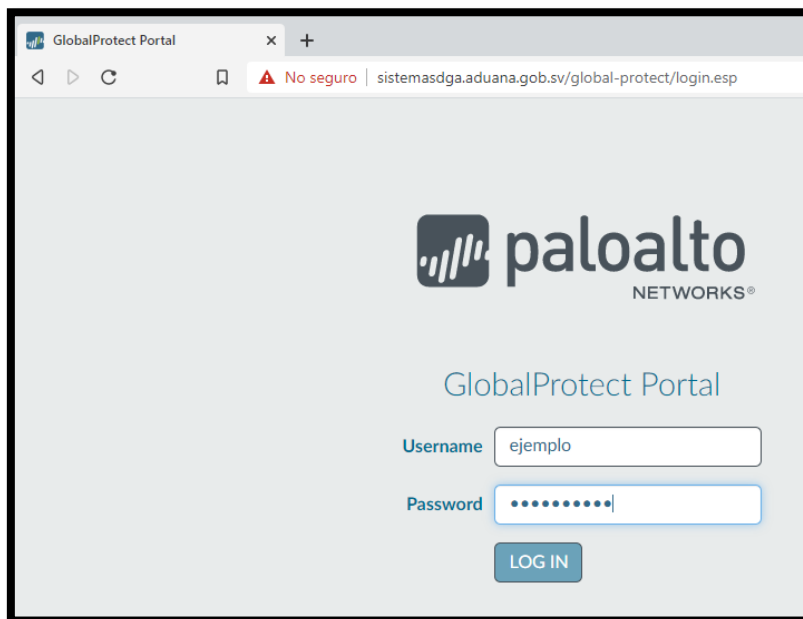 GlobalProtect Portal
No seguro | sistemasdga.aduana.gob.sv/global-protect/login.esp
paloalto
NETWORKS®
GlobalProtect Portal
Username ejemplo
Password ••••••••••
LOG IN